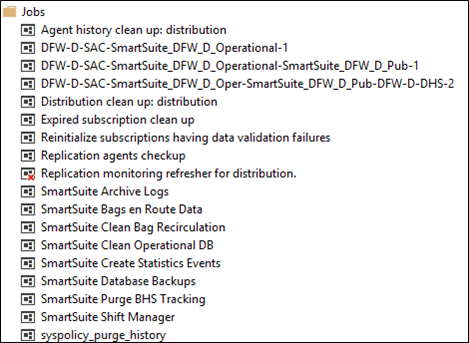 Jobs
Agent history clean up: distribution
DFW-D-SAC-SmartSuite_DFW_D_Operational-1
DFW-D-SAC-SmartSuite_DFW_D_Operational-SmartSuite_DFW_D_Pub-1
DFW-D-SAC-SmartSuite_DFW_D_Oper-SmartSuite_DFW_D_Pub-DFW-D-DHS-2
Distribution clean up: distribution
Expired subscription clean up
Reinitialize subscriptions having data validation failures
Replication agents checkup
Replication monitoring refresher for distribution.
SmartSuite Archive Logs
SmartSuite Bags en Route Data
SmartSuite Clean Bag Recirculation
SmartSuite Clean Operational DB
SmartSuite Create Statistics Events
SmartSuite Database Backups
SmartSuite Purge BHS Tracking
SmartSuite Shift Manager
syspolicy_purge_history